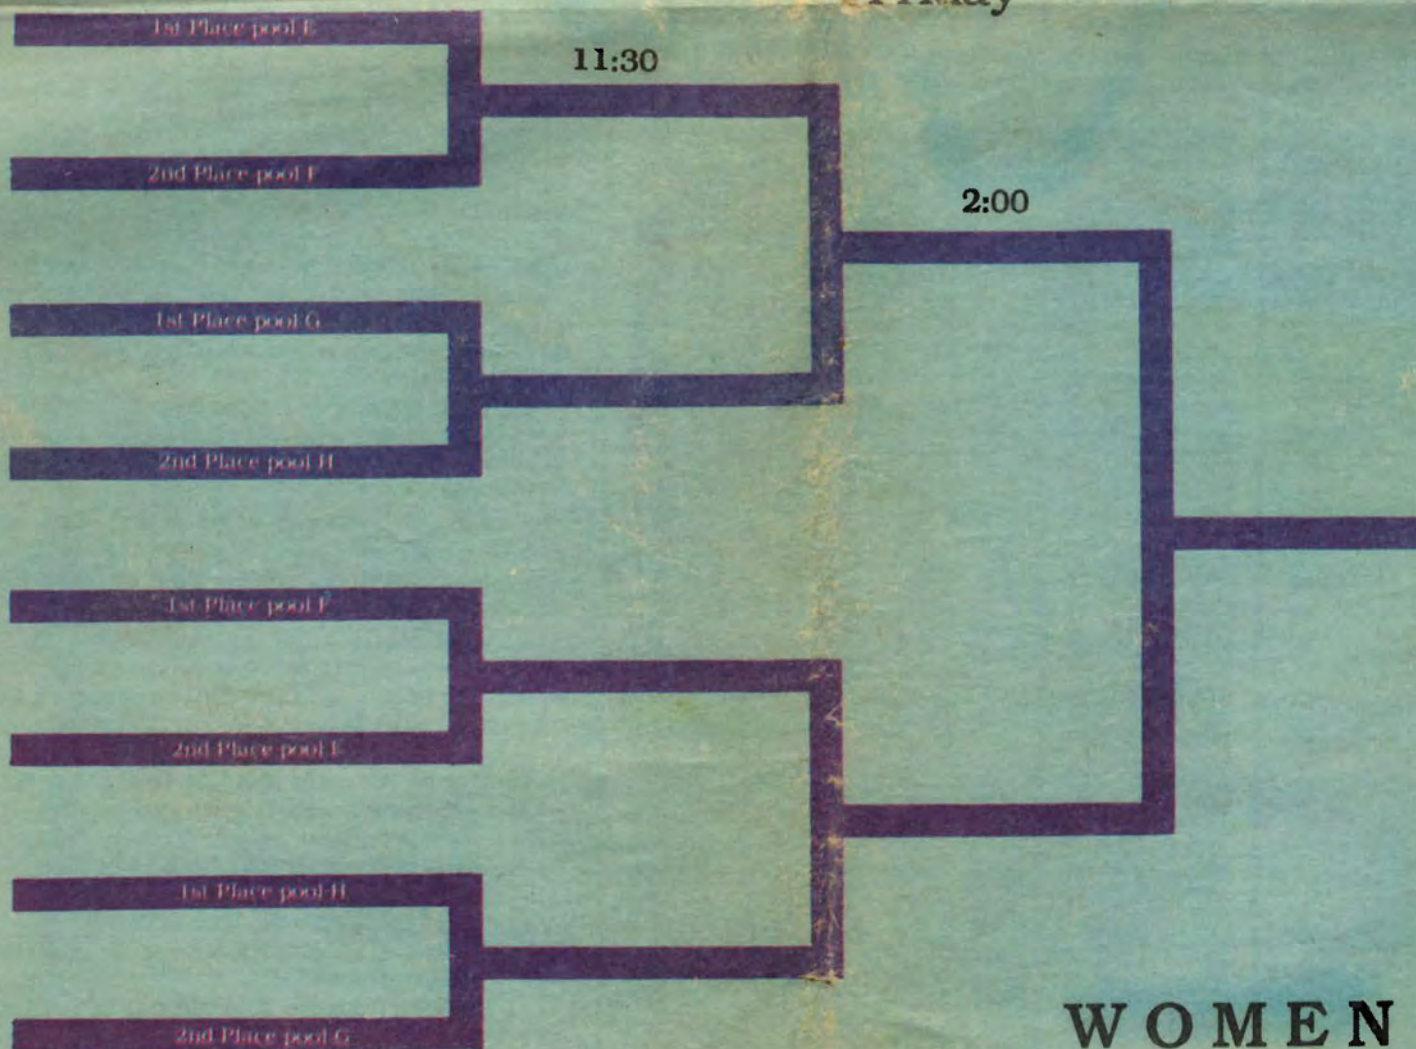 Friday
1st Place pool E
11:30
2nd Place pool F
2:00
1st Place pool G
2nd Place pool H
1st Place pool F
2nd Place pool E
1st Place pool H
WOMEN
2nd Place pool G